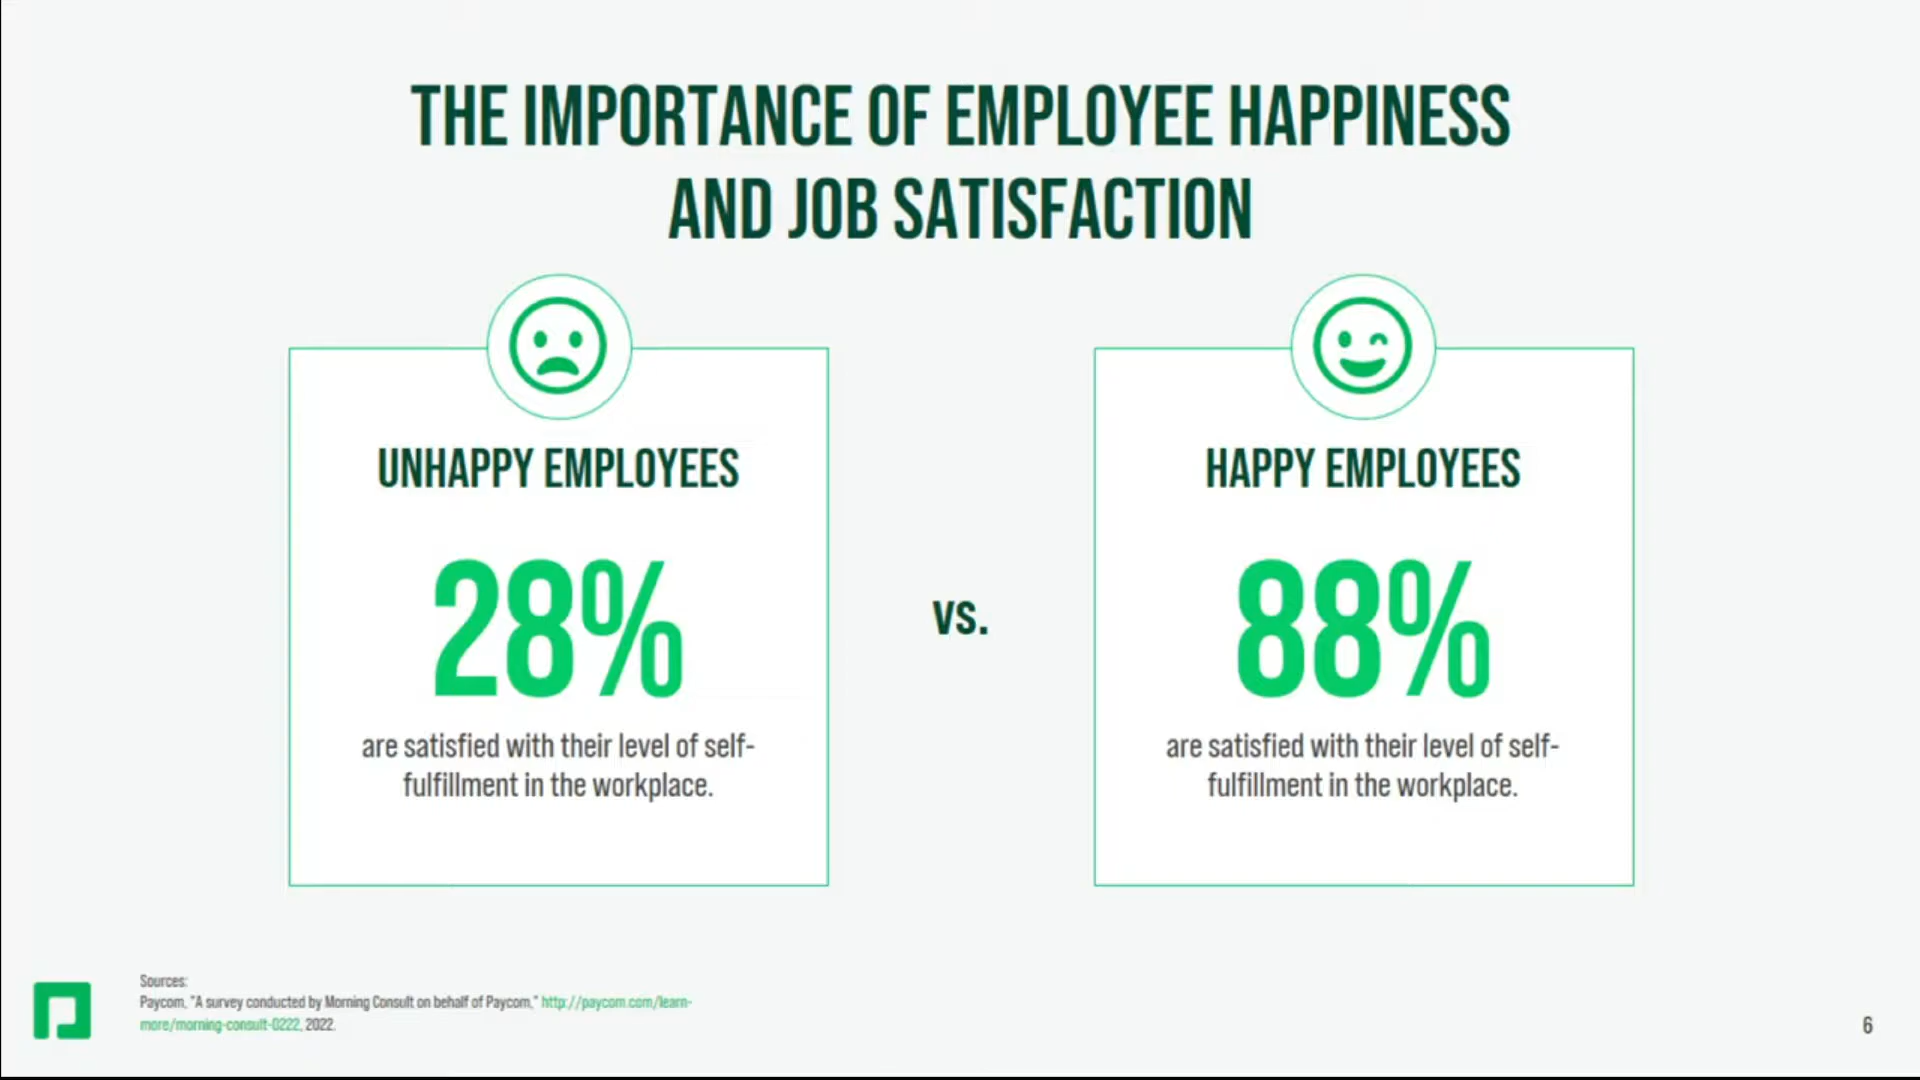 THE IMPORTANCE OF EMPLOYEE HAPPINESS
AND JOB SATISFACTION
UNHAPPY EMPLOYEES
28%
are satisfied with their level of self-
fulfillment in the workplace.
VS.
HAPPY EMPLOYEES
88%
are satisfied with their level of self-
fulfillment in the workplace.
Sources:
Paycom, "A survey conducted by Morning Consult on behalf of Paycom," http://paycom.com/learn-
more/morning-consult-0222, 2022.
6